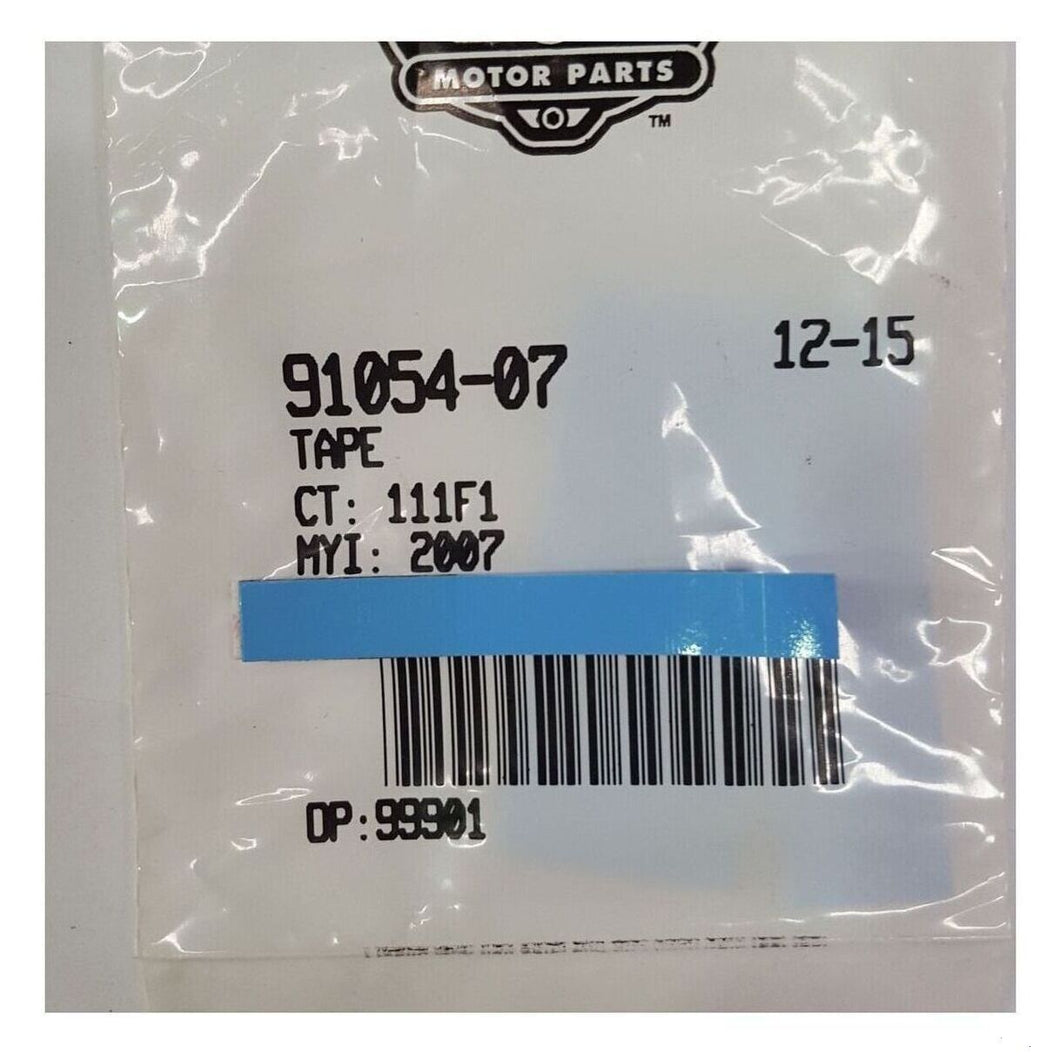 MOTOR PARTS
TM
12-15
91054-07
TAPE
CT: 111F1
MYI: 2007
OP:99901